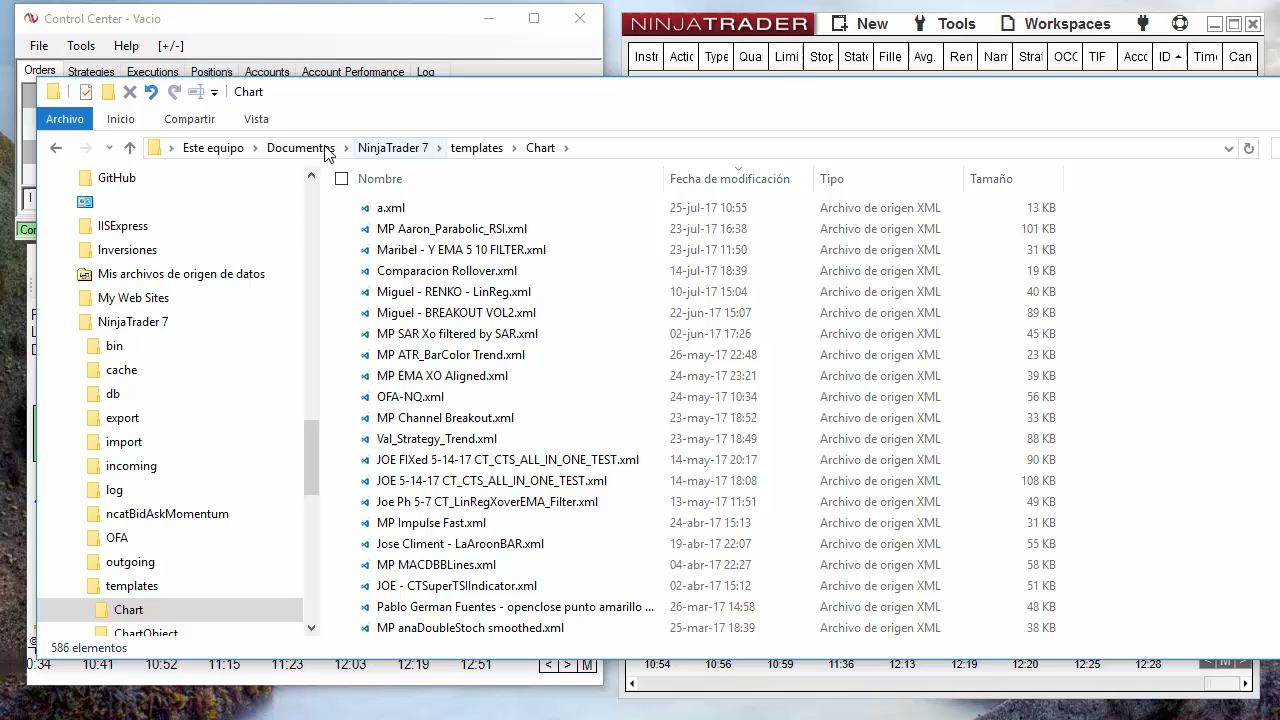 Control Center - Vacio
File Tools Help [+/-]
Orders Strategies Executions Positions Accounts Account Performance Log
NINJATRADER New Tools Workspaces
Instr Actic Type Qua Limi Stop State Fille Avg. Ren Nam Strat OCC TIF Accc ID Time Can
Chart
Archivo Inicio Compartir Vista
Este equipo Documentos NinjaTrader 7 templates Chart
Nombre Fecha de modificación Tipo Tamaño
GitHub
IISExpress
Inversiones
Mis archivos de origen de datos
My Web Sites
NinjaTrader 7
bin
cache
db
export
import
incoming
log
ncatBidAskMomentum
OFA
outgoing
templates
Chart
ChartObject
a.xml 25-jul-17 10:55 Archivo de origen XML 13 KB
MP Aaron_Parabolic_RSI.xml 23-jul-17 16:38 Archivo de origen XML 101 KB
Maribel - Y EMA 5 10 FILTER.xml 23-jul-17 11:50 Archivo de origen XML 31 KB
Comparacion Rollover.xml 14-jul-17 18:39 Archivo de origen XML 19 KB
Miguel - RENKO - LinReg.xml 10-jul-17 15:04 Archivo de origen XML 40 KB
Miguel - BREAKOUT VOL2.xml 22-jun-17 15:07 Archivo de origen XML 89 KB
MP SAR Xo filtered by SAR.xml 02-jun-17 17:26 Archivo de origen XML 45 KB
MP ATR_BarColor Trend.xml 26-may-17 22:48 Archivo de origen XML 23 KB
MP EMA XO Aligned.xml 24-may-17 23:21 Archivo de origen XML 39 KB
OFA-NQ.xml 24-may-17 10:34 Archivo de origen XML 56 KB
MP Channel Breakout.xml 23-may-17 18:52 Archivo de origen XML 33 KB
Val_Strategy_Trend.xml 23-may-17 18:49 Archivo de origen XML 88 KB
JOE FIXed 5-14-17 CT_CTS_ALL_IN_ONE_TEST.xml 14-may-17 20:17 Archivo de origen XML 90 KB
JOE 5-14-17 CT_CTS_ALL_IN_ONE_TEST.xml 14-may-17 18:08 Archivo de origen XML 108 KB
Joe Ph 5-7 CT_LinRegXoverEMA_Filter.xml 13-may-17 11:51 Archivo de origen XML 49 KB
MP Impulse Fast.xml 24-abr-17 15:13 Archivo de origen XML 31 KB
Jose Climent - LaAroonBAR.xml 19-abr-17 22:07 Archivo de origen XML 55 KB
MP MACDBBLines.xml 04-abr-17 22:27 Archivo de origen XML 58 KB
JOE - CTSuperTSIIndicator.xml 02-abr-17 15:12 Archivo de origen XML 51 KB
Pablo German Fuentes - openclose punto amarillo ... 26-mar-17 14:58 Archivo de origen XML 48 KB
MP anaDoubleStoch smoothed.xml 25-mar-17 18:39 Archivo de origen XML 38 KB
586 elementos
0:34 10:41 10:52 11:15 11:23 12:03 12:19 12:51 < > M
10:54 10:56 10:59 11:36 12:13 12:19 12:20 12:25 12:28